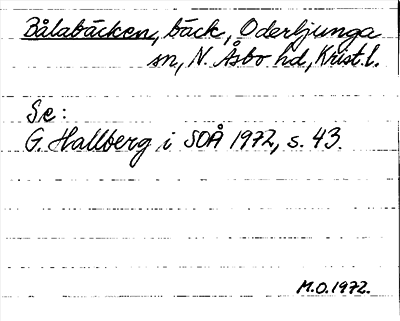 Bålabäcken, bäck, Oderljunga
sn, N. Åsbo hd, Krist. l.
Se:
G. Hallberg i SOÅ 1972, s. 43.
M.O. 1972.